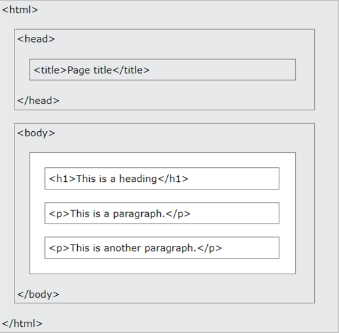 <html>
<head>
<title>Page title</title>
</head>
<body>
<h1>This is a heading</h1>
<p>This is a paragraph.</p>
<p>This is another paragraph.</p>
</body>
</html>